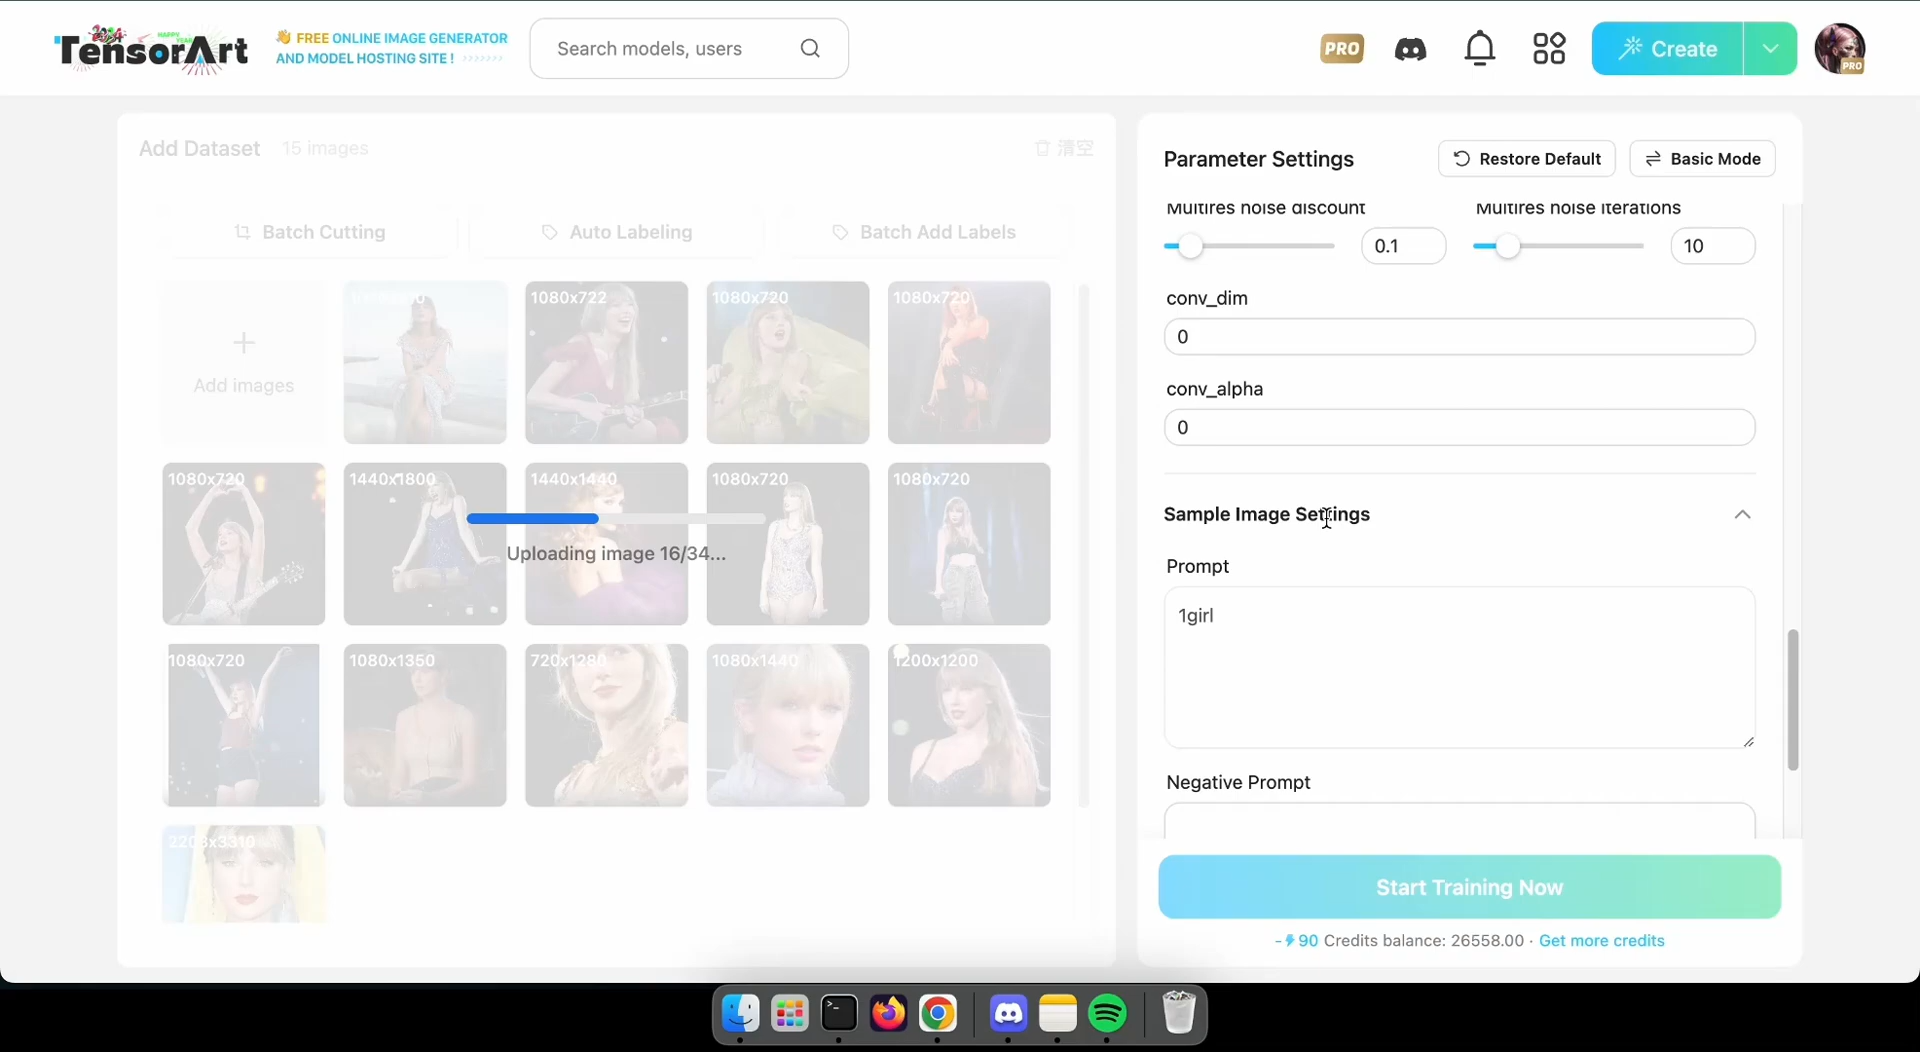 TensorArt
👋 FREE ONLINE IMAGE GENERATOR
AND MODEL HOSTING SITE ! >>>>>>>
Search models, users
PRO
Create
PRO
Add Dataset 15 images
清空
Batch Cutting
Auto Labeling
Batch Add Labels
Add images
1080x722
1080x720
1080x720
1080x720
1440x1800
1440x1440
1080x720
1080x720
Uploading image 16/34...
1080x720
1080x1350
720x1280
1080x1440
1200x1200
Parameter Settings
Restore Default
Basic Mode
Multires noise discount
Multires noise iterations
0.1
10
conv_dim
0
conv_alpha
0
Sample Image Settings
Prompt
1girl
Negative Prompt
Start Training Now
-⚡90 Credits balance: 26558.00 · Get more credits